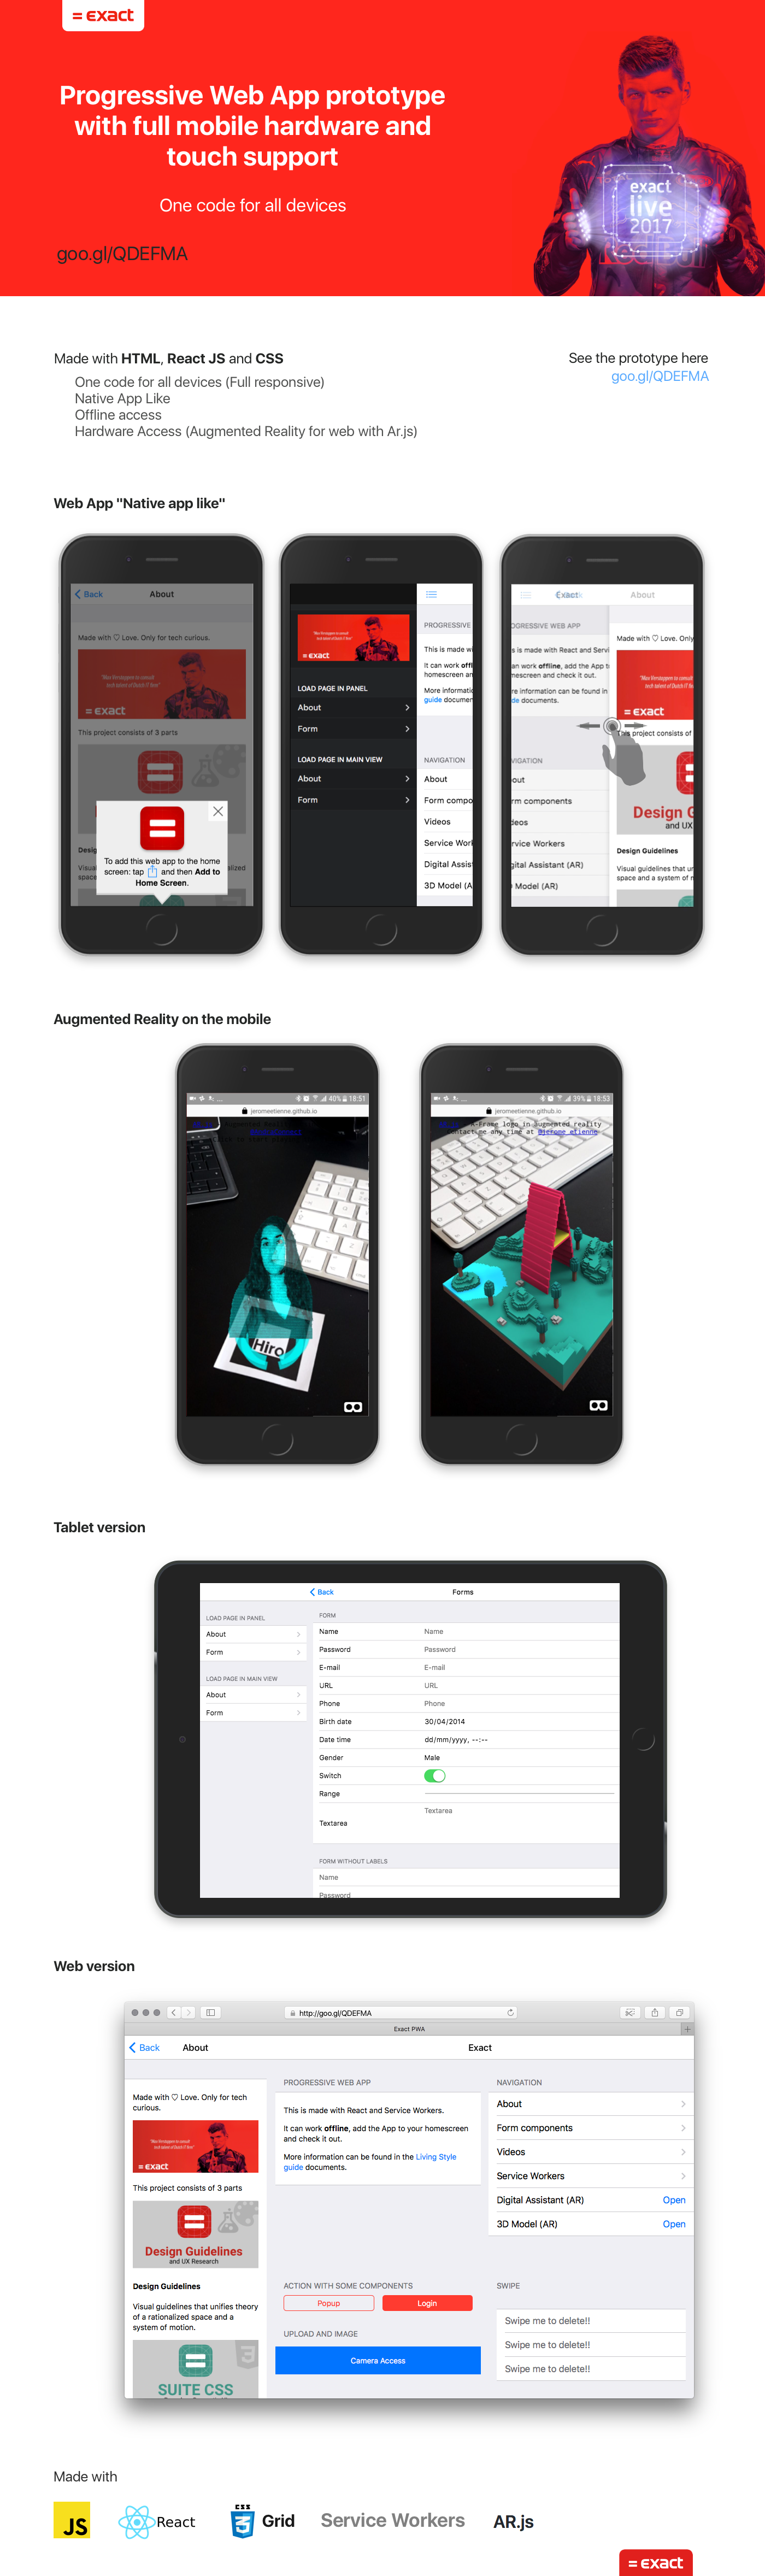 = exact
Progressive Web App prototype
with full mobile hardware and
touch support
One code for all devices
goo.gl/QDEFMA
exact
live
2017
Made with HTML, React JS and CSS
One code for all devices (Full responsive)
Native App Like
Offline access
Hardware Access (Augmented Reality for web with Ar.js)
See the prototype here
goo.gl/QDEFMA
Web App "Native app like"
Back
About
Made with ♡ Love. Only for tech curious.
= exact
This project consists of 3 parts
To add this web app to the home
screen: tap and then Add to
Home Screen.
= exact
LOAD PAGE IN PANEL
About
Form
LOAD PAGE IN MAIN VIEW
About
Form
PROGRESSIVE
This is made w
It can work offl
homescreen an
More informatic
guide documen
NAVIGATION
About
Form compo
Videos
Service Worl
Digital Assist
3D Model (A
Exact
About
OGRESSIVE WEB APP
s is made with React and Servi
an work offline, add the App to
mescreen and check it out.
re information can be found in
de documents.
VIGATION
out
rm components
deos
ervice Workers
gital Assistant (AR)
Model (AR)
Made with ♡ Love. Only
= exact
This project consists of
Design G
and UX
Design Guidelines
Visual guidelines that un
space and a system of n
Augmented Reality on the mobile
40% 18:51
jeromeetienne.github.io
Hiro
39% 18:53
jeromeetienne.github.io
A-Frame logo in augmented reality
contact me any time at @jerome_etienne
Tablet version
Back
Forms
LOAD PAGE IN PANEL
About
Form
LOAD PAGE IN MAIN VIEW
About
Form
FORM
Name Name
Password Password
E-mail E-mail
URL URL
Phone Phone
Birth date 30/04/2014
Date time dd/mm/yyyy, --:--
Gender Male
Switch
Range
Textarea Textarea
FORM WITHOUT LABELS
Name
Password
Web version
http://goo.gl/QDEFMA
Exact PWA
Back
About
Exact
Made with ♡ Love. Only for tech
curious.
= exact
This project consists of 3 parts
Design Guidelines
and UX Research
Design Guidelines
Visual guidelines that unifies theory
of a rationalized space and a
system of motion.
SUITE CSS
PROGRESSIVE WEB APP
This is made with React and Service Workers.
It can work offline, add the App to your homescreen
and check it out.
More information can be found in the Living Style
guide documents.
NAVIGATION
About
Form components
Videos
Service Workers
Digital Assistant (AR) Open
3D Model (AR) Open
ACTION WITH SOME COMPONENTS
Popup
Login
UPLOAD AND IMAGE
Camera Access
SWIPE
Swipe me to delete!!
Swipe me to delete!!
Swipe me to delete!!
Made with
JS
React
CSS
3
Grid
Service Workers
AR.js
= exact